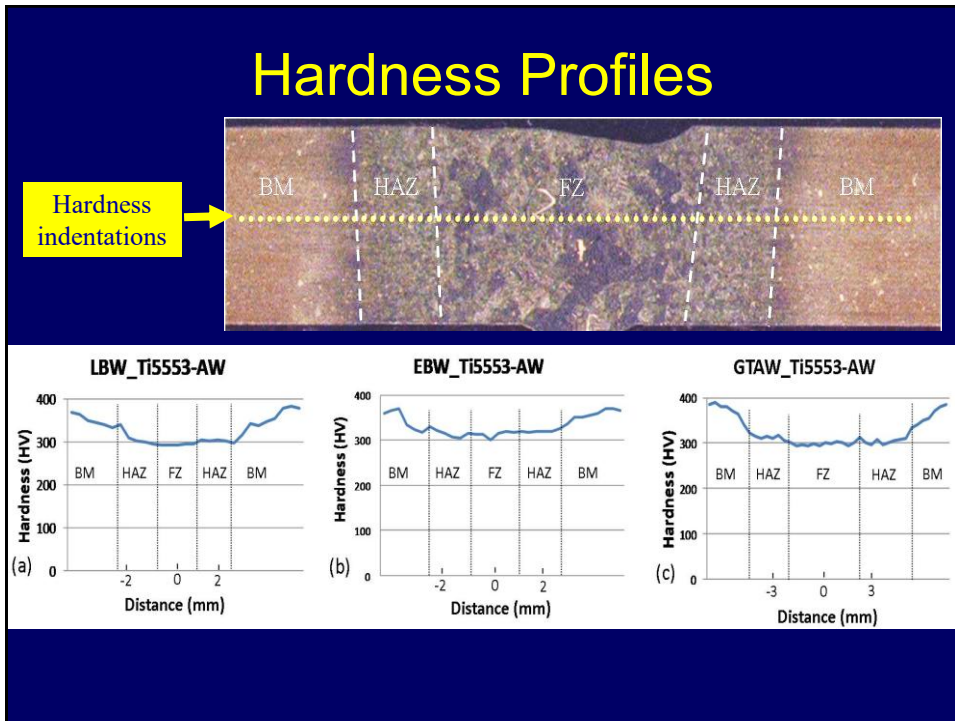 Hardness Profiles
BM HAZ FZ HAZ BM
Hardness
indentations
LBW_Ti5553-AW
400
300
200
100
0
Hardness (HV)
BM HAZ FZ HAZ BM
(a)
-2 0 2
Distance (mm)
EBW_Ti5553-AW
400
300
200
100
0
Hardness (HV)
BM HAZ FZ HAZ BM
(b)
-2 0 2
Distance (mm)
GTAW_Ti5553-AW
400
300
200
100
0
Hardness (HV)
BM HAZ FZ HAZ BM
(c)
-3 0 3
Distance (mm)